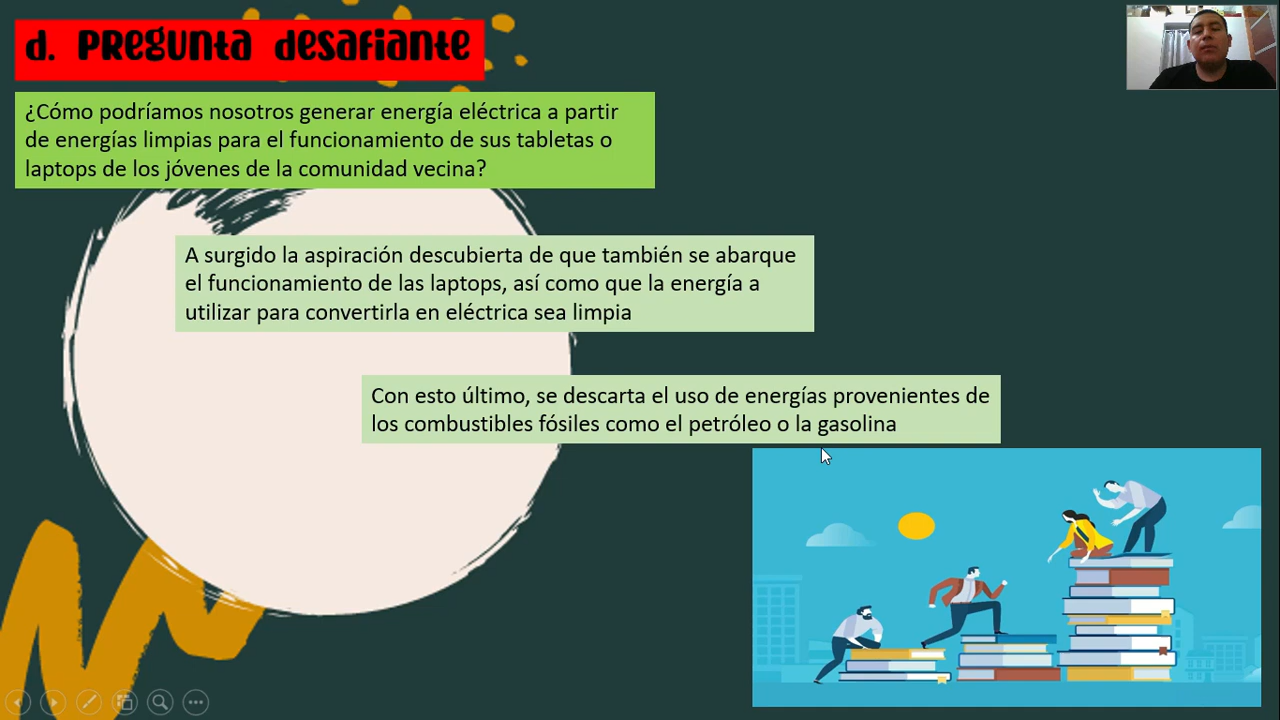 d. Pregunta desafiante
¿Cómo podríamos nosotros generar energía eléctrica a partir
de energías limpias para el funcionamiento de sus tabletas o
laptops de los jóvenes de la comunidad vecina?
A surgido la aspiración descubierta de que también se abarque
el funcionamiento de las laptops, así como que la energía a
utilizar para convertirla en eléctrica sea limpia
Con esto último, se descarta el uso de energías provenientes de
los combustibles fósiles como el petróleo o la gasolina